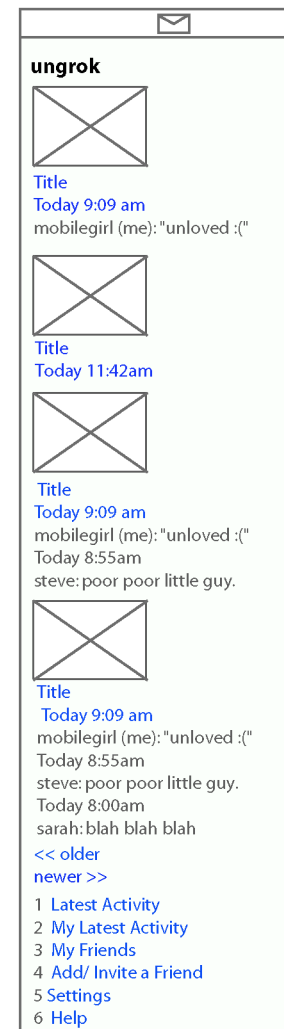 ungrok
Title
Today 9:09 am
mobilegirl (me): "unloved :("
Title
Today 11:42am
Title
Today 9:09 am
mobilegirl (me): "unloved :("
Today 8:55am
steve: poor poor little guy.
Title
Today 9:09 am
mobilegirl (me): "unloved :("
Today 8:55am
steve: poor poor little guy.
Today 8:00am
sarah: blah blah blah
<< older
newer >>
1 Latest Activity
2 My Latest Activity
3 My Friends
4 Add/ Invite a Friend
5 Settings
6 Help